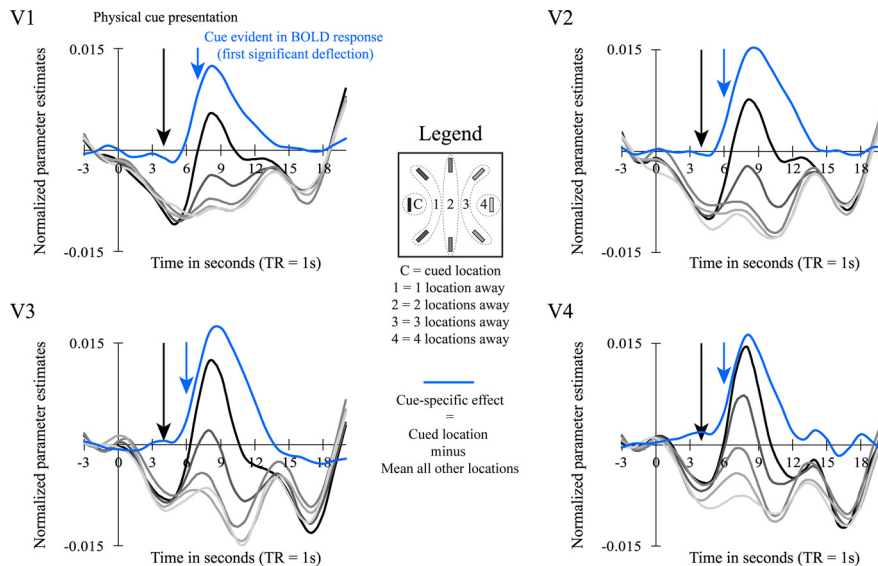 V1
Physical cue presentation
Cue evident in BOLD response
(first significant deflection)
Normalized parameter estimates
0.015
-0.015
-3 0 3 6 9 12 15 18
Time in seconds (TR = 1s)
V2
Normalized parameter estimates
0.015
-0.015
-3 0 3 6 9 12 15 18
Time in seconds (TR = 1s)
Legend
C 1 2 3 4
C = cued location
1 = 1 location away
2 = 2 locations away
3 = 3 locations away
4 = 4 locations away
Cue-specific effect
=
Cued location
minus
Mean all other locations
V3
Normalized parameter estimates
0.015
-0.015
-3 0 3 6 9 12 15 18
Time in seconds (TR = 1s)
V4
Normalized parameter estimates
0.015
-0.015
-3 0 3 6 9 12 15 18
Time in seconds (TR = 1s)